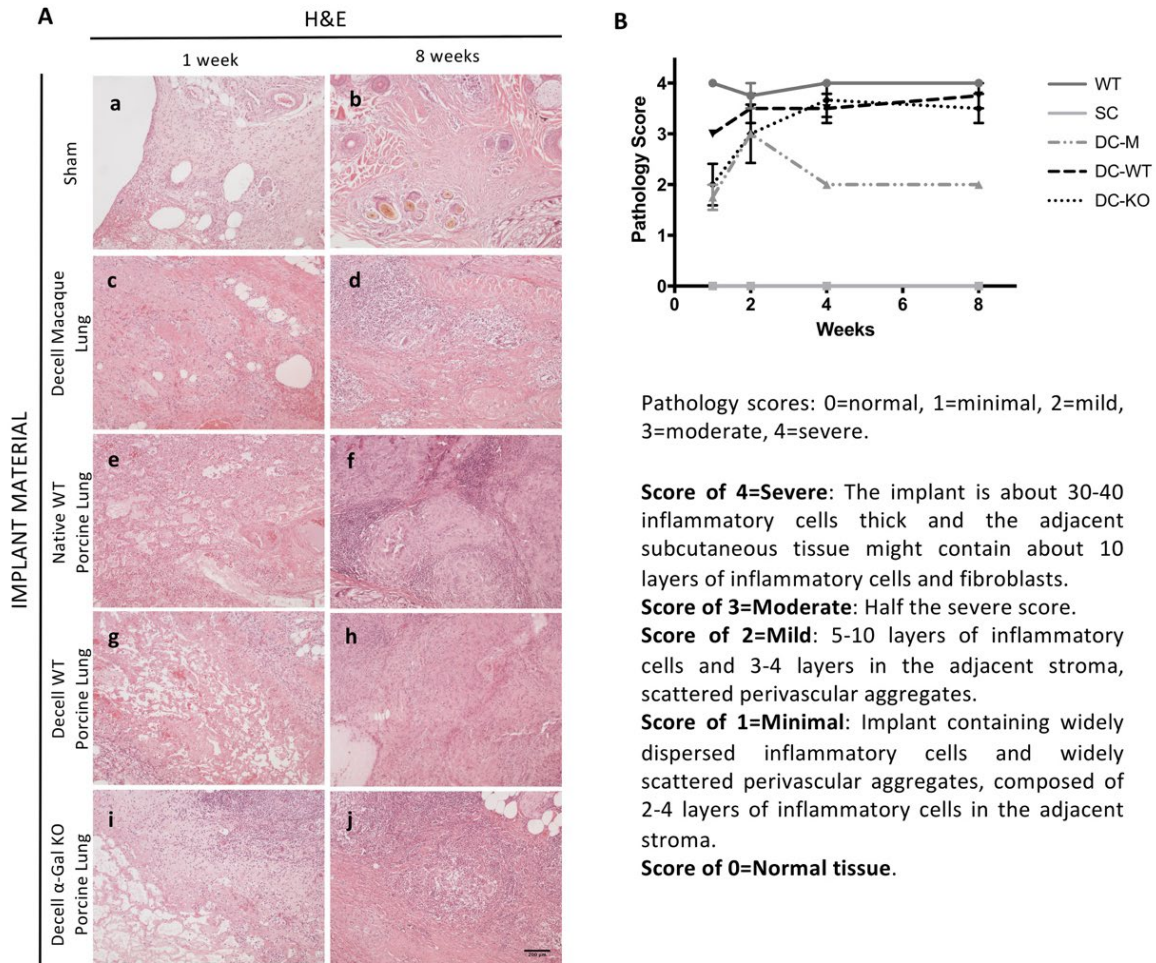 A
H&E
1 week
8 weeks
IMPLANT MATERIAL
Sham
a
b
Decell Macaque
Lung
c
d
Native WT
Porcine Lung
e
f
Decell WT
Porcine Lung
g
h
Decell α-Gal KO
Porcine Lung
i
j
200 µm
B
Pathology Score
4
3
2
1
0
0
2
4
6
8
Weeks
WT
SC
DC-M
DC-WT
DC-KO
Pathology scores: 0=normal, 1=minimal, 2=mild,
3=moderate, 4=severe.
Score of 4=Severe: The implant is about 30-40
inflammatory cells thick and the adjacent
subcutaneous tissue might contain about 10
layers of inflammatory cells and fibroblasts.
Score of 3=Moderate: Half the severe score.
Score of 2=Mild: 5-10 layers of inflammatory
cells and 3-4 layers in the adjacent stroma,
scattered perivascular aggregates.
Score of 1=Minimal: Implant containing widely
dispersed inflammatory cells and widely
scattered perivascular aggregates, composed of
2-4 layers of inflammatory cells in the adjacent
stroma.
Score of 0=Normal tissue.